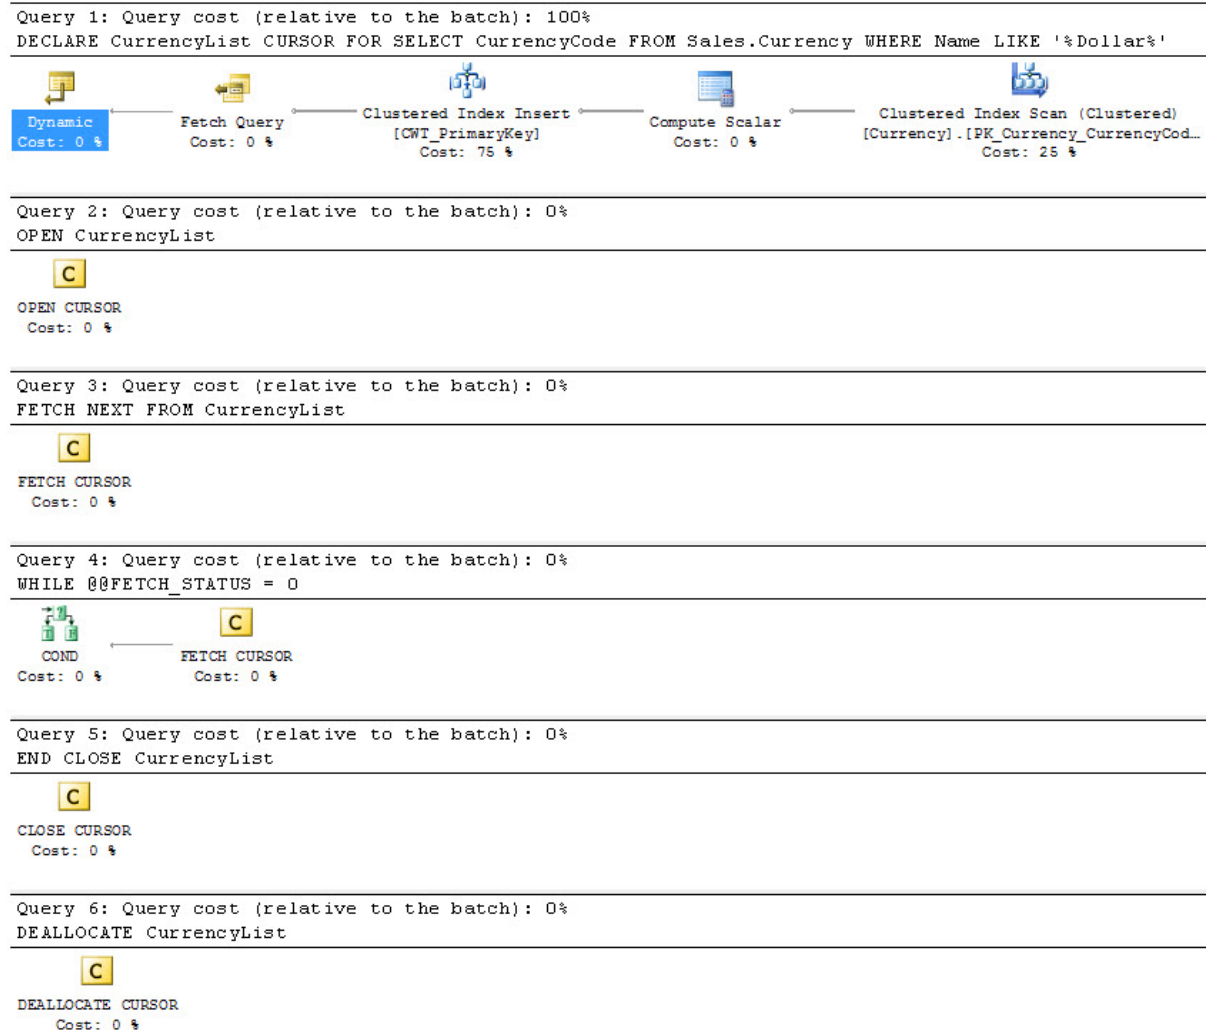 Query 1: Query cost (relative to the batch): 100%
DECLARE CurrencyList CURSOR FOR SELECT CurrencyCode FROM Sales.Currency WHERE Name LIKE '%Dollar%'
Dynamic
Cost: 0 %
Fetch Query
Cost: 0 %
Clustered Index Insert
[CWT_PrimaryKey]
Cost: 75 %
Compute Scalar
Cost: 0 %
Clustered Index Scan (Clustered)
[Currency].[PK_Currency_CurrencyCod…
Cost: 25 %
Query 2: Query cost (relative to the batch): 0%
OPEN CurrencyList
C
OPEN CURSOR
Cost: 0 %
Query 3: Query cost (relative to the batch): 0%
FETCH NEXT FROM CurrencyList
C
FETCH CURSOR
Cost: 0 %
Query 4: Query cost (relative to the batch): 0%
WHILE @@FETCH_STATUS = 0
COND
Cost: 0 %
C
FETCH CURSOR
Cost: 0 %
Query 5: Query cost (relative to the batch): 0%
END CLOSE CurrencyList
C
CLOSE CURSOR
Cost: 0 %
Query 6: Query cost (relative to the batch): 0%
DEALLOCATE CurrencyList
C
DEALLOCATE CURSOR
Cost: 0 %